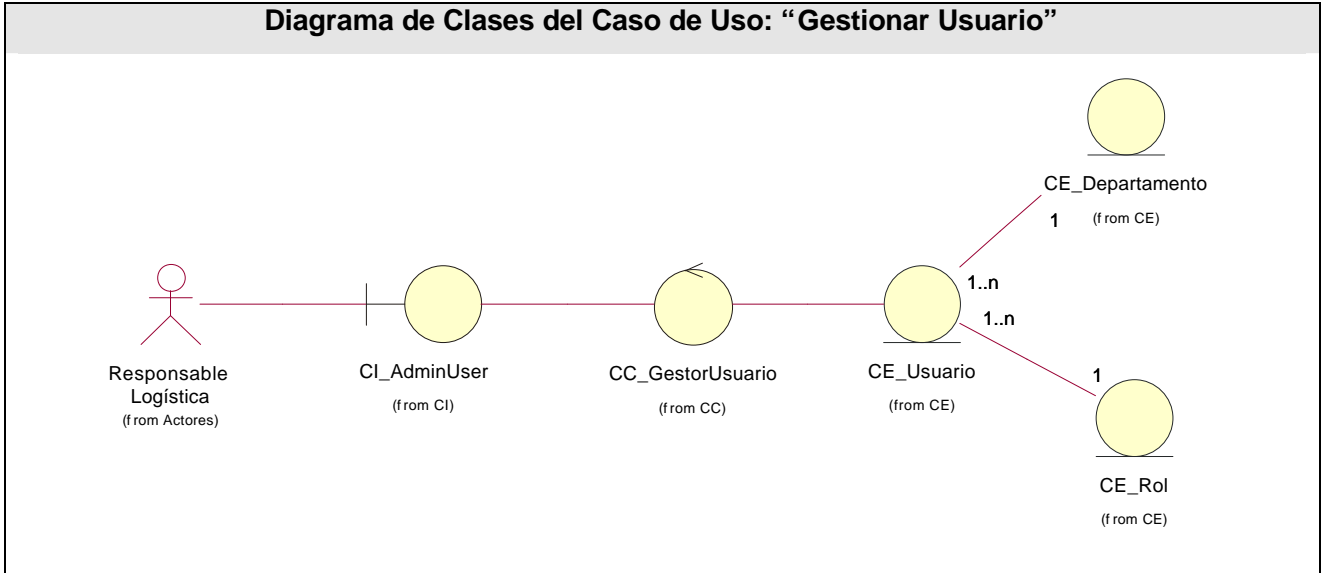 Diagrama de Clases del Caso de Uso: “Gestionar Usuario”
CE_Departamento
1
(from CE)
1..n
1..n
Responsable
Logística
(from Actores)
CI_AdminUser
(from CI)
CC_GestorUsuario
(from CC)
CE_Usuario
(from CE)
1
CE_Rol
(from CE)